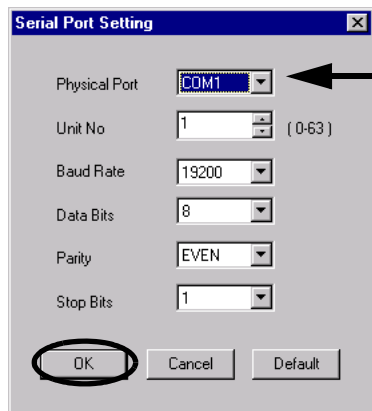 Serial Port Setting
Physical Port COM1
Unit No 1 ( 0-63 )
Baud Rate 19200
Data Bits 8
Parity EVEN
Stop Bits 1
OK Cancel Default